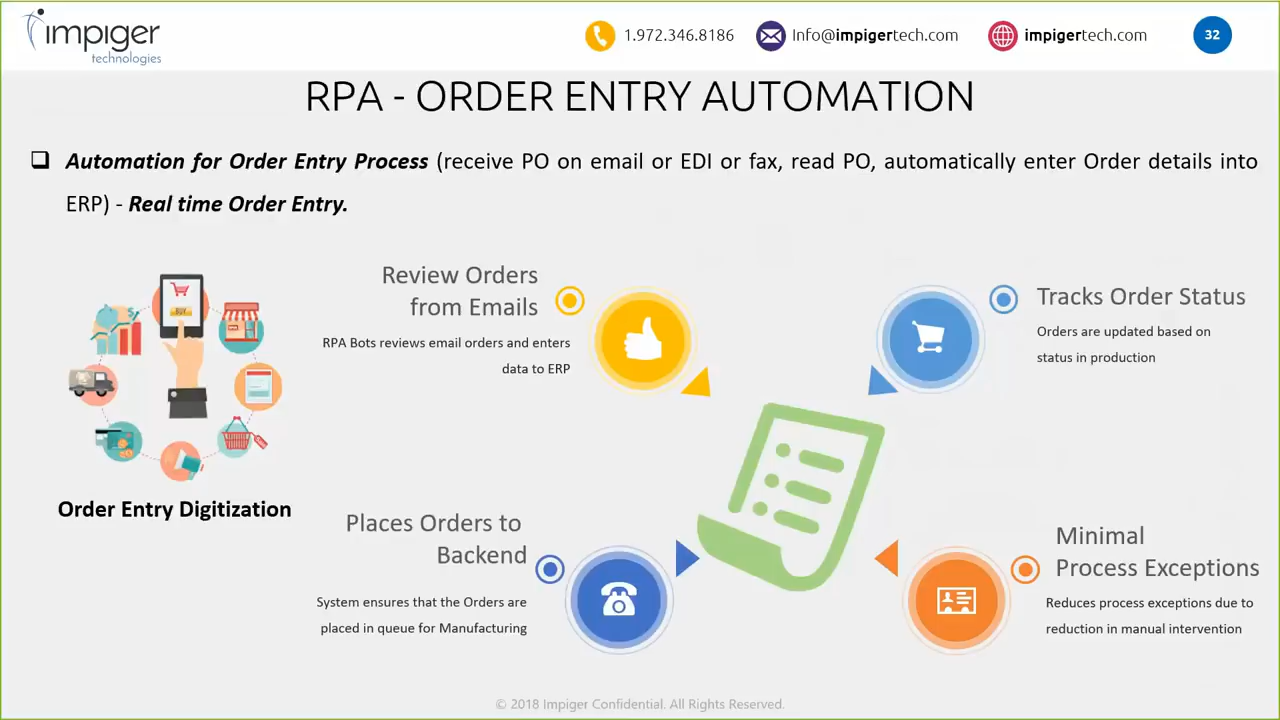 impiger
technologies
1.972.346.8186
Info@impigertech.com
impigertech.com
32
RPA - ORDER ENTRY AUTOMATION
Automation for Order Entry Process (receive PO on email or EDI or fax, read PO, automatically enter Order details into
ERP) - Real time Order Entry.
BUY
Order Entry Digitization
Review Orders
from Emails
RPA Bots reviews email orders and enters
data to ERP
Tracks Order Status
Orders are updated based on
status in production
Places Orders to
Backend
System ensures that the Orders are
placed in queue for Manufacturing
Minimal
Process Exceptions
Reduces process exceptions due to
reduction in manual intervention
© 2018 Impiger Confidential. All Rights Reserved.